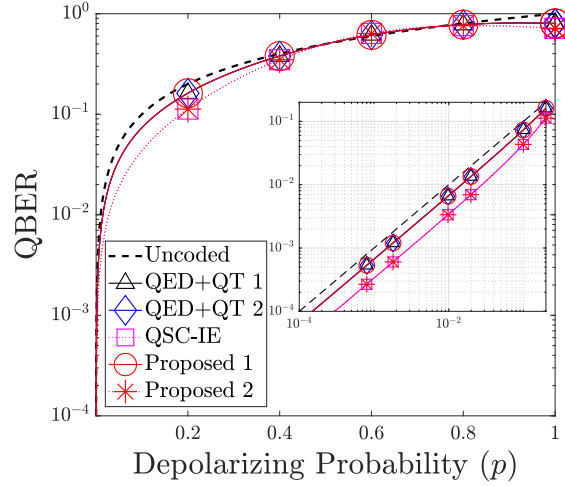 10^0
10^{-1}
10^{-2}
10^{-3}
10^{-4}
QBER
10^{-1}
10^{-2}
10^{-3}
10^{-4}
10^{-4}
10^{-2}
Uncoded
QED+QT 1
QED+QT 2
QSC-IE
Proposed 1
Proposed 2
0.2 0.4 0.6 0.8 1
Depolarizing Probability (p)